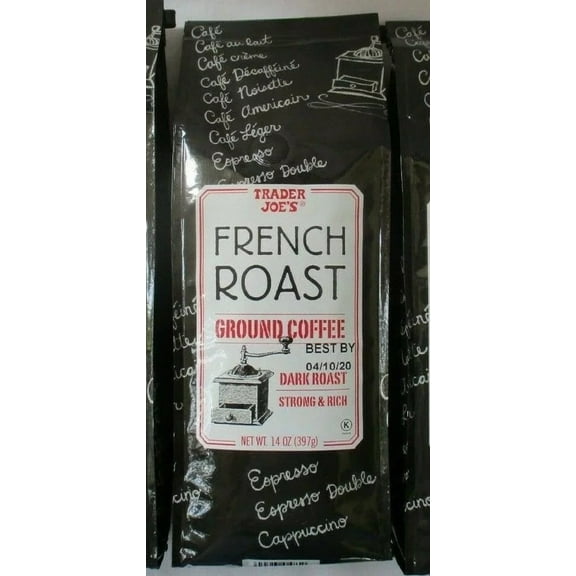 Café
Café au lait
Café crème
Café Décafféiné
Café Noisette
Café Americain
Café Léger
Espresso
Espresso Double
TRADER
JOE'S®
FRENCH
ROAST
GROUND COFFEE
BEST BY
04/10/20
DARK ROAST
STRONG & RICH
K
NET WT. 14 OZ (397g)
Espresso
Espresso Double
Cappuccino